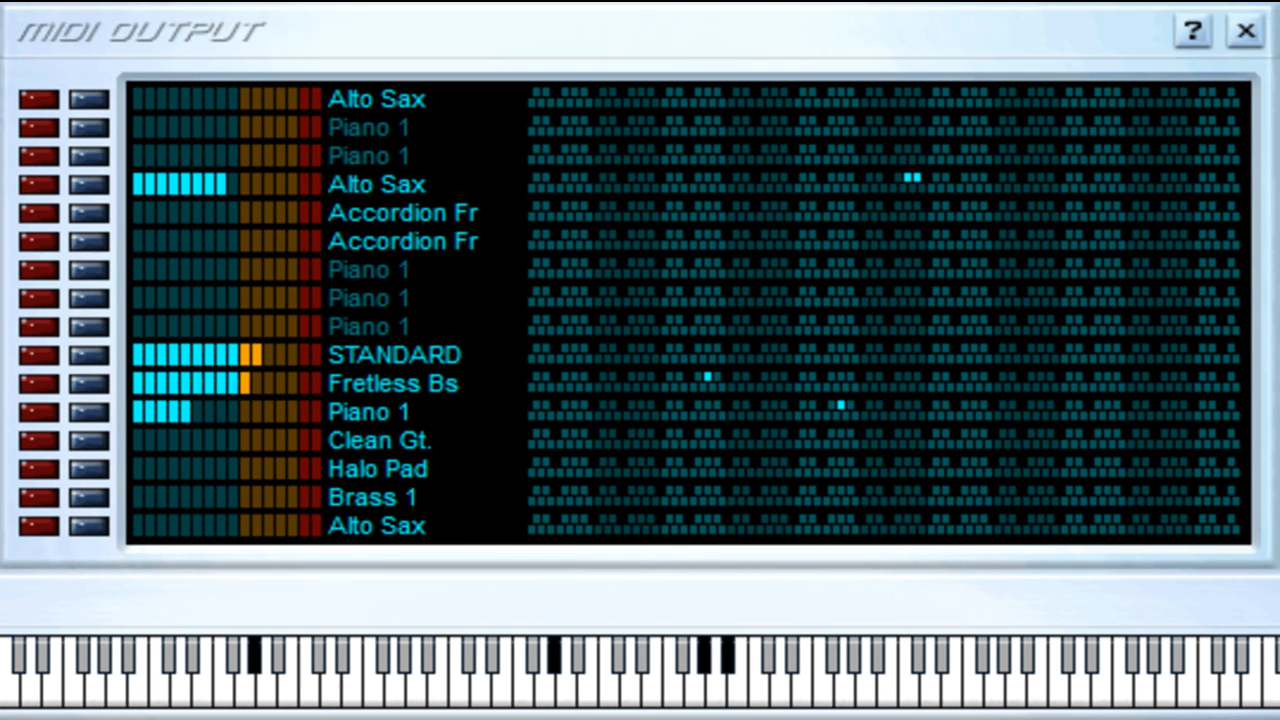 MIDI OUTPUT
? ×
Alto Sax
Piano 1
Piano 1
Alto Sax
Accordion Fr
Accordion Fr
Piano 1
Piano 1
Piano 1
STANDARD
Fretless Bs
Piano 1
Clean Gt.
Halo Pad
Brass 1
Alto Sax